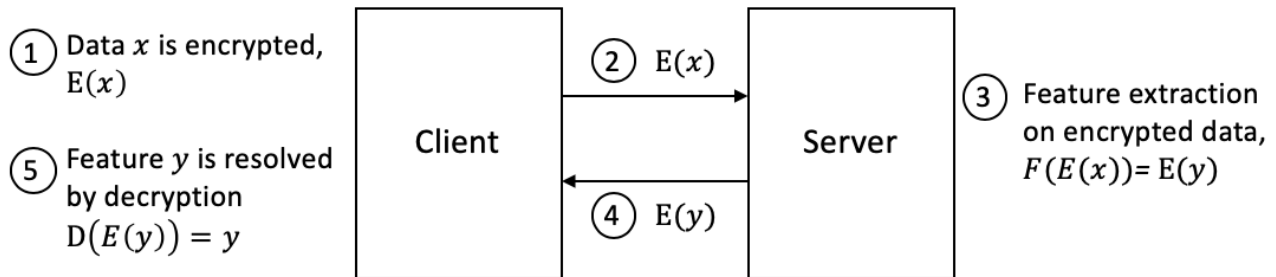 1 Data x is encrypted,
E(x)
5 Feature y is resolved
by decryption
D(E(y)) = y
Client
2 E(x)
4 E(y)
Server
3 Feature extraction
on encrypted data,
F(E(x))= E(y)